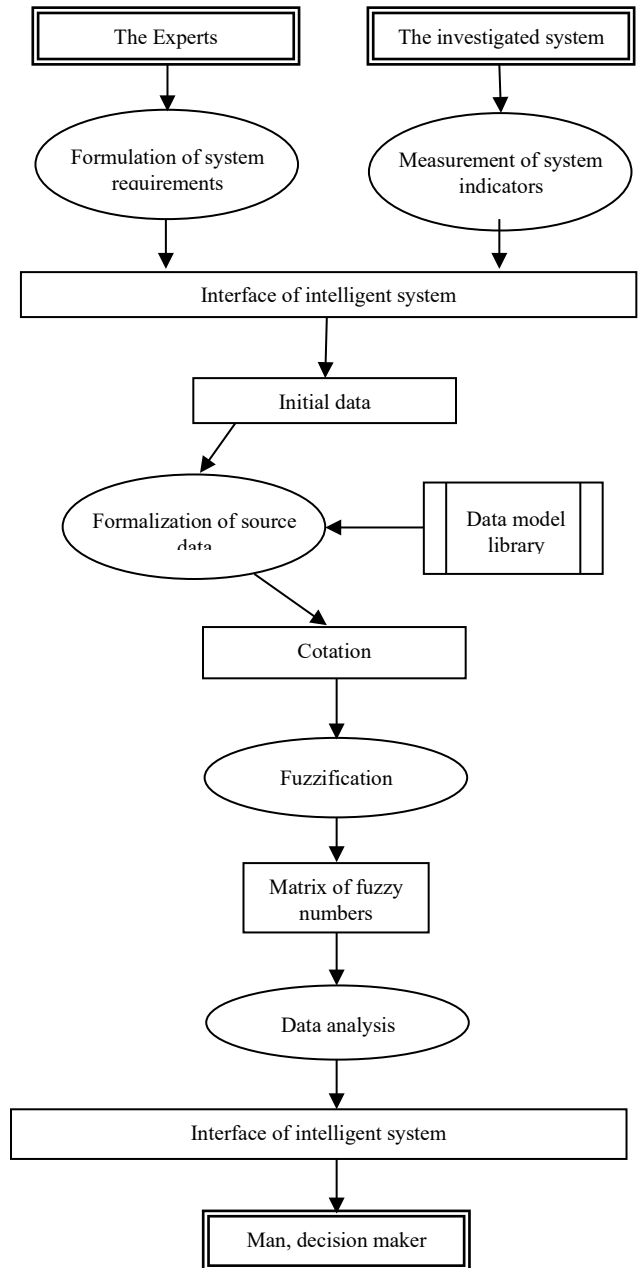 The Experts
The investigated system
Formulation of system
requirements
Measurement of system
indicators
Interface of intelligent system
Initial data
Formalization of source
data
Data model
library
Cotation
Fuzzification
Matrix of fuzzy
numbers
Data analysis
Interface of intelligent system
Man, decision maker